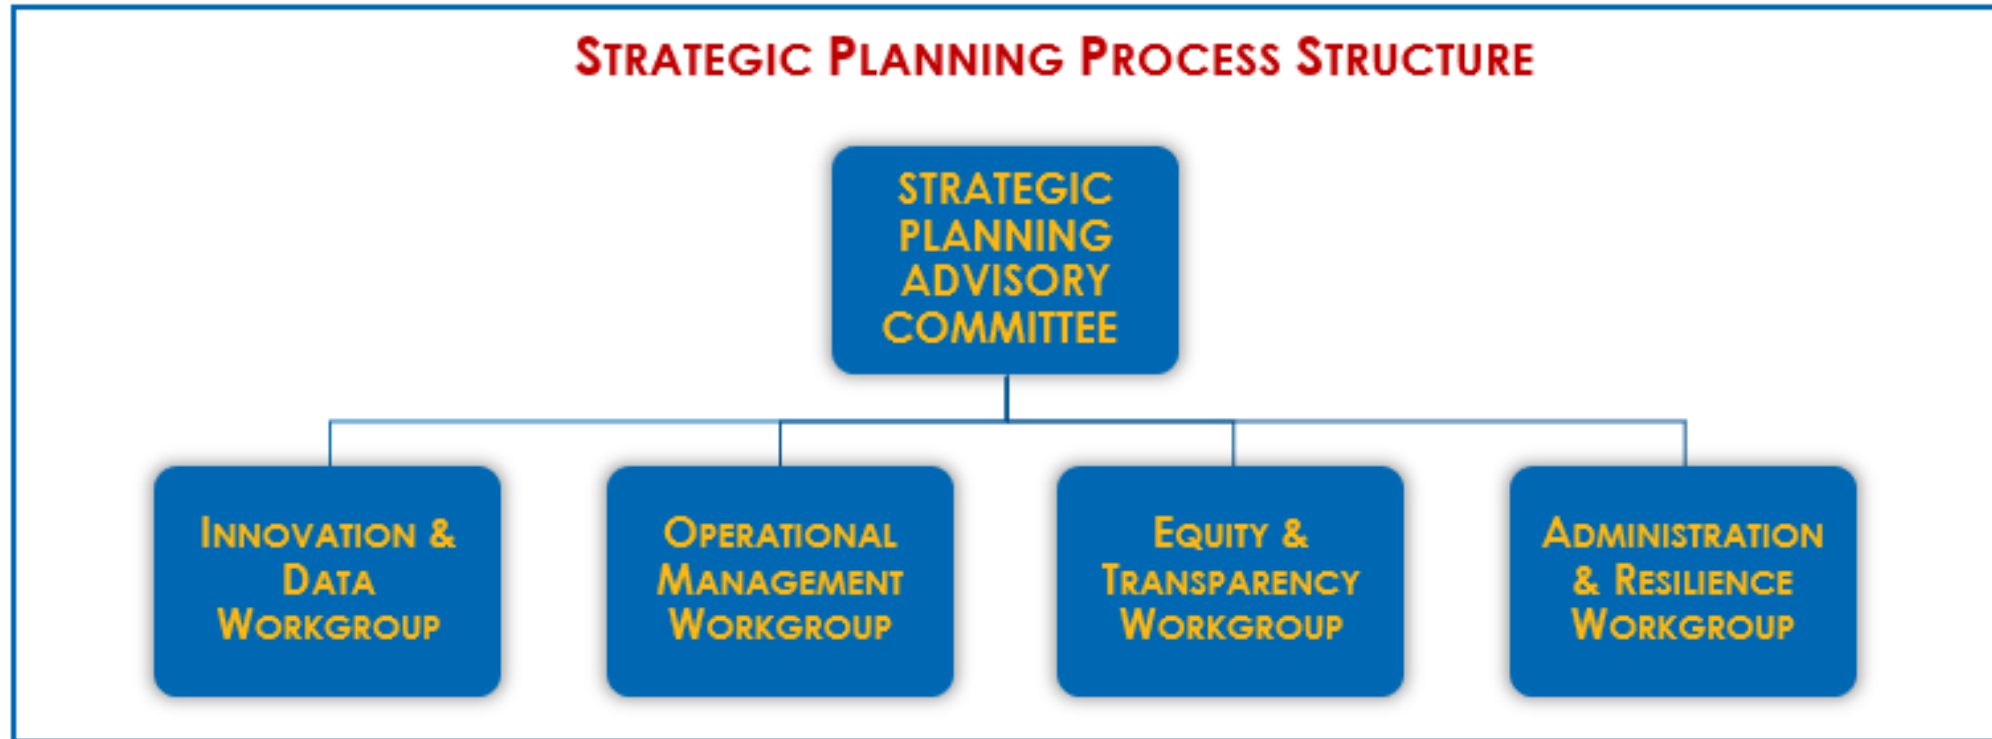 STRATEGIC PLANNING PROCESS STRUCTURE
STRATEGIC
PLANNING
ADVISORY
COMMITTEE
INNOVATION &
DATA
WORKGROUP
OPERATIONAL
MANAGEMENT
WORKGROUP
EQUITY &
TRANSPARENCY
WORKGROUP
ADMINISTRATION
& RESILIENCE
WORKGROUP